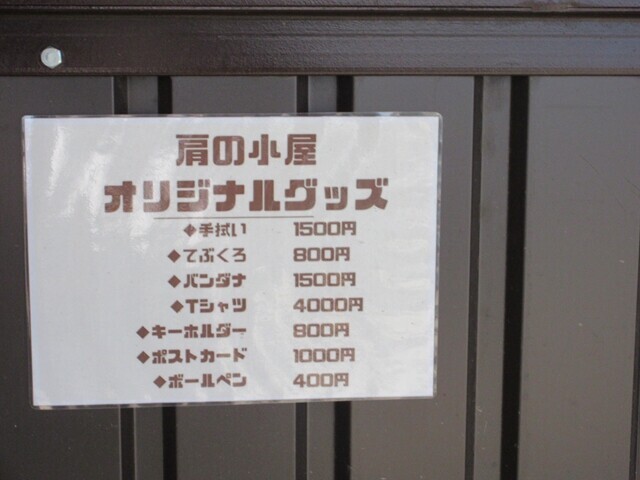 肩の小屋
オリジナルグッズ
◆手拭い 1500円
◆てぶくろ 800円
◆バンダナ 1500円
◆Tシャツ 4000円
◆キーホルダー 800円
◆ポストカード 1000円
◆ボールペン 400円